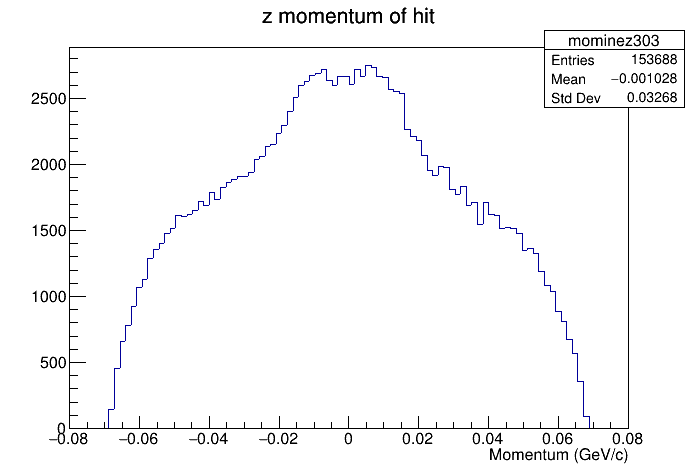 z momentum of hit
mominez303
Entries 153688
Mean −0.001028
Std Dev 0.03268
2500
2000
1500
1000
500
0
−0.08 −0.06 −0.04 −0.02 0 0.02 0.04 0.06 0.08
Momentum (GeV/c)